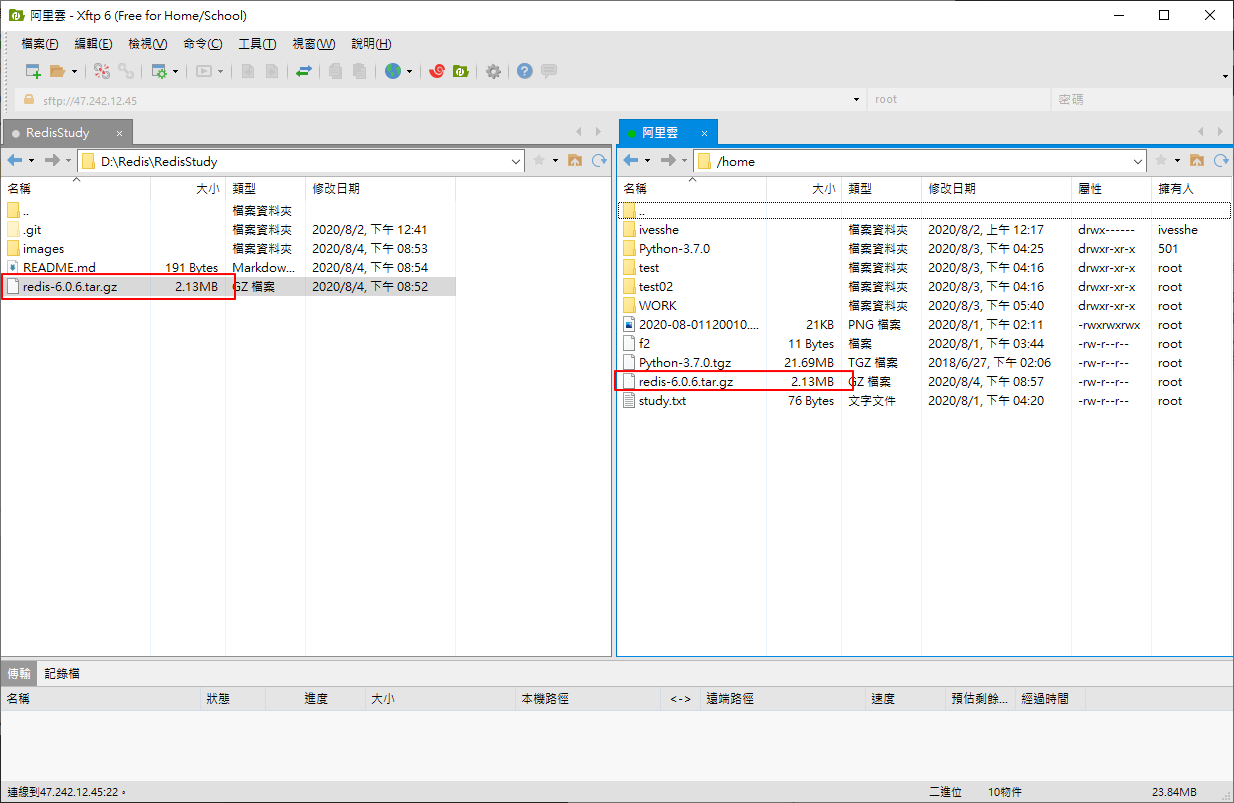 阿里雲 - Xftp 6 (Free for Home/School)
檔案(F) 編輯(E) 檢視(V) 命令(C) 工具(T) 視窗(W) 說明(H)
sftp://47.242.12.45 root 密碼
RedisStudy ×
D:\Redis\RedisStudy
名稱 大小 類型 修改日期
.. 檔案資料夾
.git 檔案資料夾 2020/8/2, 下午 12:41
images 檔案資料夾 2020/8/4, 下午 08:53
README.md 191 Bytes Markdow... 2020/8/4, 下午 08:54
redis-6.0.6.tar.gz 2.13MB GZ 檔案 2020/8/4, 下午 08:52
阿里雲 ×
/home
名稱 大小 類型 修改日期 屬性 擁有人
..
ivesshe 檔案資料夾 2020/8/2, 上午 12:17 drwx------ ivesshe
Python-3.7.0 檔案資料夾 2020/8/3, 下午 04:25 drwxr-xr-x 501
test 檔案資料夾 2020/8/3, 下午 04:16 drwxr-xr-x root
test02 檔案資料夾 2020/8/3, 下午 04:16 drwxr-xr-x root
WORK 檔案資料夾 2020/8/3, 下午 05:40 drwxr-xr-x root
2020-08-01120010.... 21KB PNG 檔案 2020/8/1, 下午 02:11 -rwxrwxrwx root
f2 11 Bytes 檔案 2020/8/1, 下午 03:44 -rw-r--r-- root
Python-3.7.0.tgz 21.69MB TGZ 檔案 2018/6/27, 下午 02:06 -rw-r--r-- root
redis-6.0.6.tar.gz 2.13MB GZ 檔案 2020/8/4, 下午 08:57 -rw-r--r-- root
study.txt 76 Bytes 文字文件 2020/8/1, 下午 04:20 -rw-r--r-- root
傳輸 記錄檔
名稱 狀態 進度 大小 本機路徑 <-> 遠端路徑 速度 預估剩餘... 經過時間
連線到47.242.12.45:22。 二進位 10物件 23.84MB